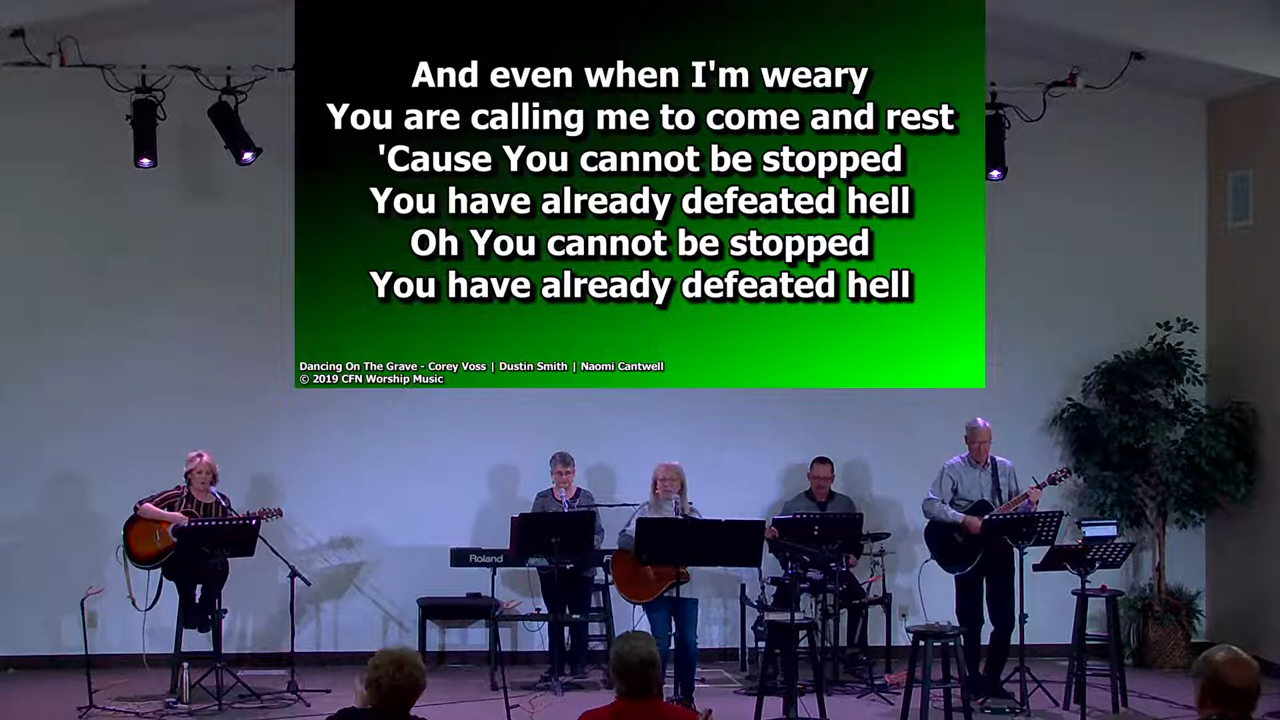 And even when I'm weary
You are calling me to come and rest
'Cause You cannot be stopped
You have already defeated hell
Oh You cannot be stopped
You have already defeated hell
Dancing On The Grave - Corey Voss | Dustin Smith | Naomi Cantwell
© 2019 CFN Worship Music
Roland